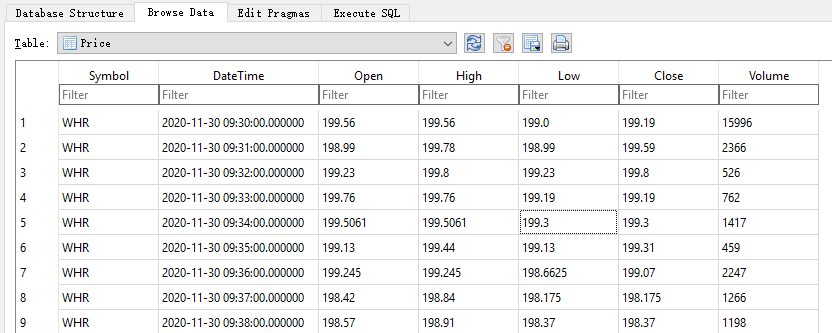 Database Structure Browse Data Edit Pragmas Execute SQL
Table: Price
Symbol DateTime Open High Low Close Volume
Filter Filter Filter Filter Filter Filter Filter
1 WHR 2020-11-30 09:30:00.000000 199.56 199.56 199.0 199.19 15996
2 WHR 2020-11-30 09:31:00.000000 198.99 199.78 198.99 199.59 2366
3 WHR 2020-11-30 09:32:00.000000 199.23 199.8 199.23 199.8 526
4 WHR 2020-11-30 09:33:00.000000 199.76 199.76 199.19 199.19 762
5 WHR 2020-11-30 09:34:00.000000 199.5061 199.5061 199.3 199.3 1417
6 WHR 2020-11-30 09:35:00.000000 199.13 199.44 199.13 199.31 459
7 WHR 2020-11-30 09:36:00.000000 199.245 199.245 198.6625 199.07 2247
8 WHR 2020-11-30 09:37:00.000000 198.42 198.84 198.175 198.175 1266
9 WHR 2020-11-30 09:38:00.000000 198.57 198.91 198.37 198.37 1198